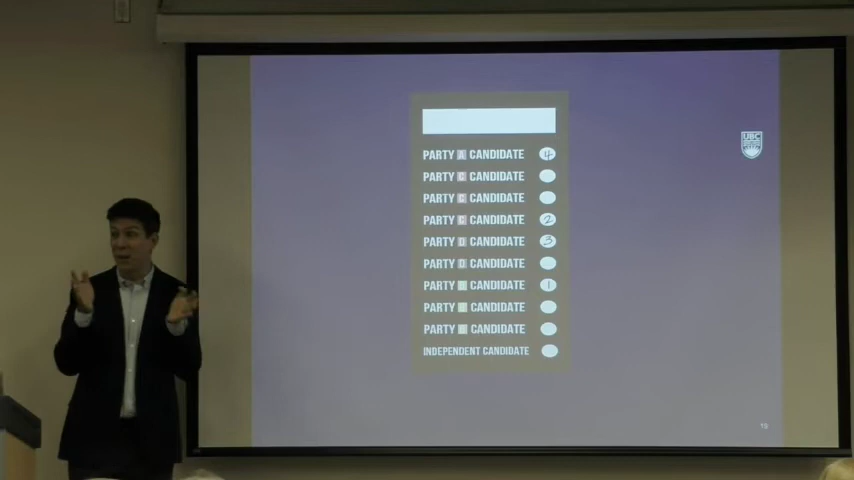 UBC
PARTY A CANDIDATE 4
PARTY C CANDIDATE
PARTY C CANDIDATE
PARTY C CANDIDATE 2
PARTY D CANDIDATE 3
PARTY D CANDIDATE
PARTY CANDIDATE 1
PARTY CANDIDATE
PARTY CANDIDATE
INDEPENDENT CANDIDATE